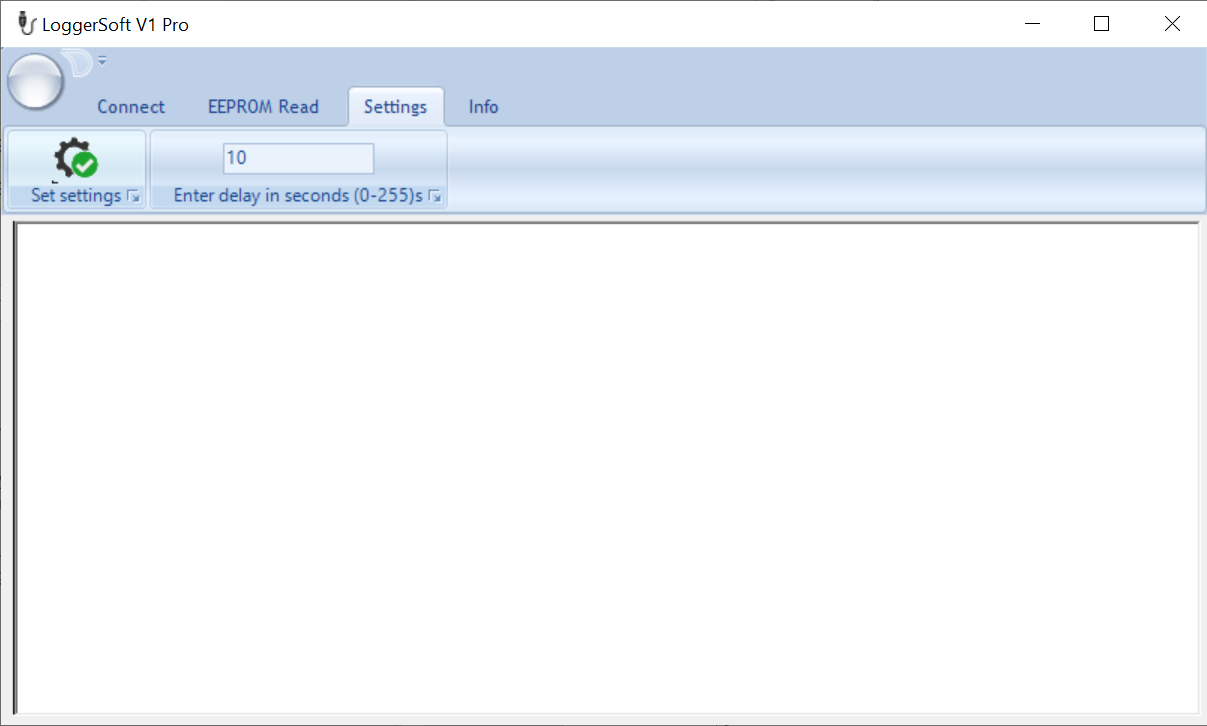 LoggerSoft V1 Pro
Connect EEPROM Read Settings Info
10
Set settings Enter delay in seconds (0-255)s